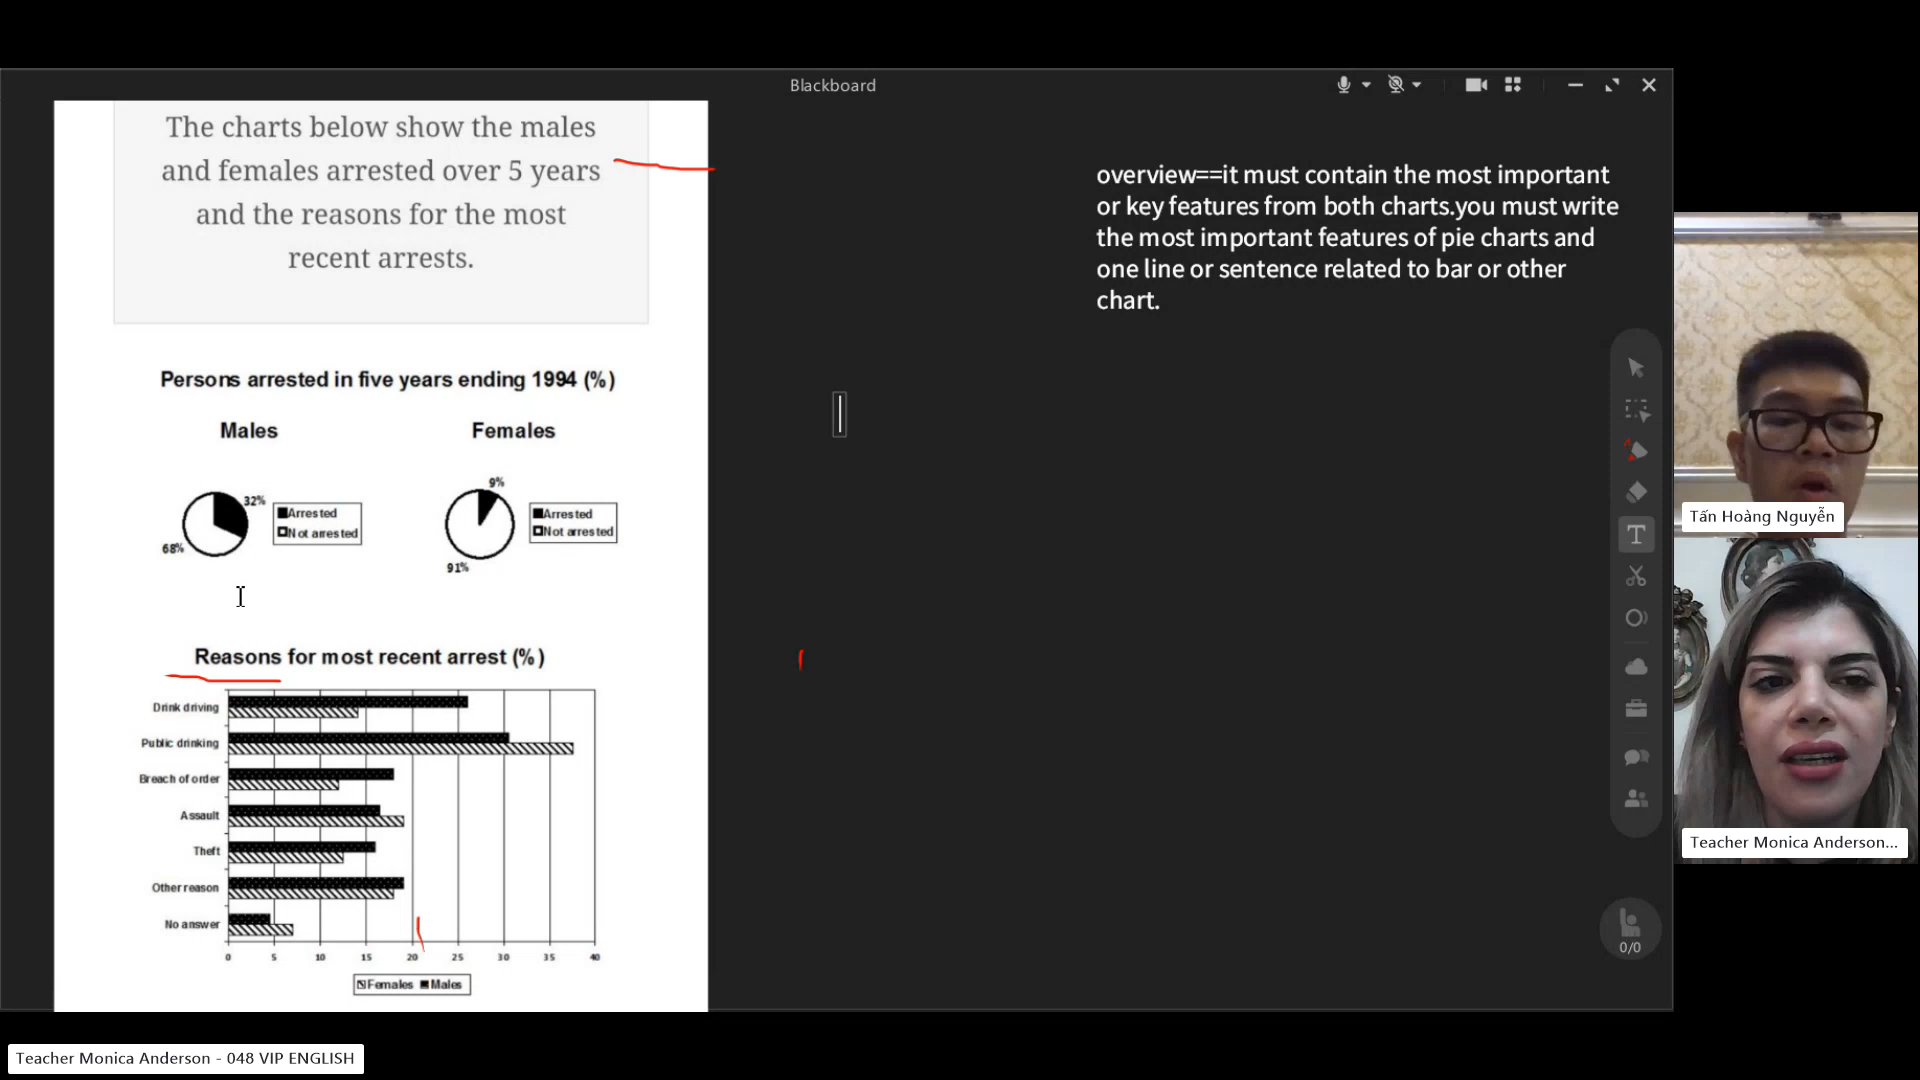 Blackboard
The charts below show the males
and females arrested over 5 years
and the reasons for the most
recent arrests.
overview==it must contain the most important
or key features from both charts.you must write
the most important features of pie charts and
one line or sentence related to bar or other
chart.
Persons arrested in five years ending 1994 (%)
Males
Females
32%
68%
Arrested
Not arrested
9%
91%
Arrested
Not arrested
Reasons for most recent arrest (%)
Drink driving
Public drinking
Breach of order
Assault
Theft
Other reason
No answer
0 5 10 15 20 25 30 35 40
Females Males
T
0/0
Tấn Hoàng Nguyễn
Teacher Monica Anderson...
Teacher Monica Anderson - 048 VIP ENGLISH